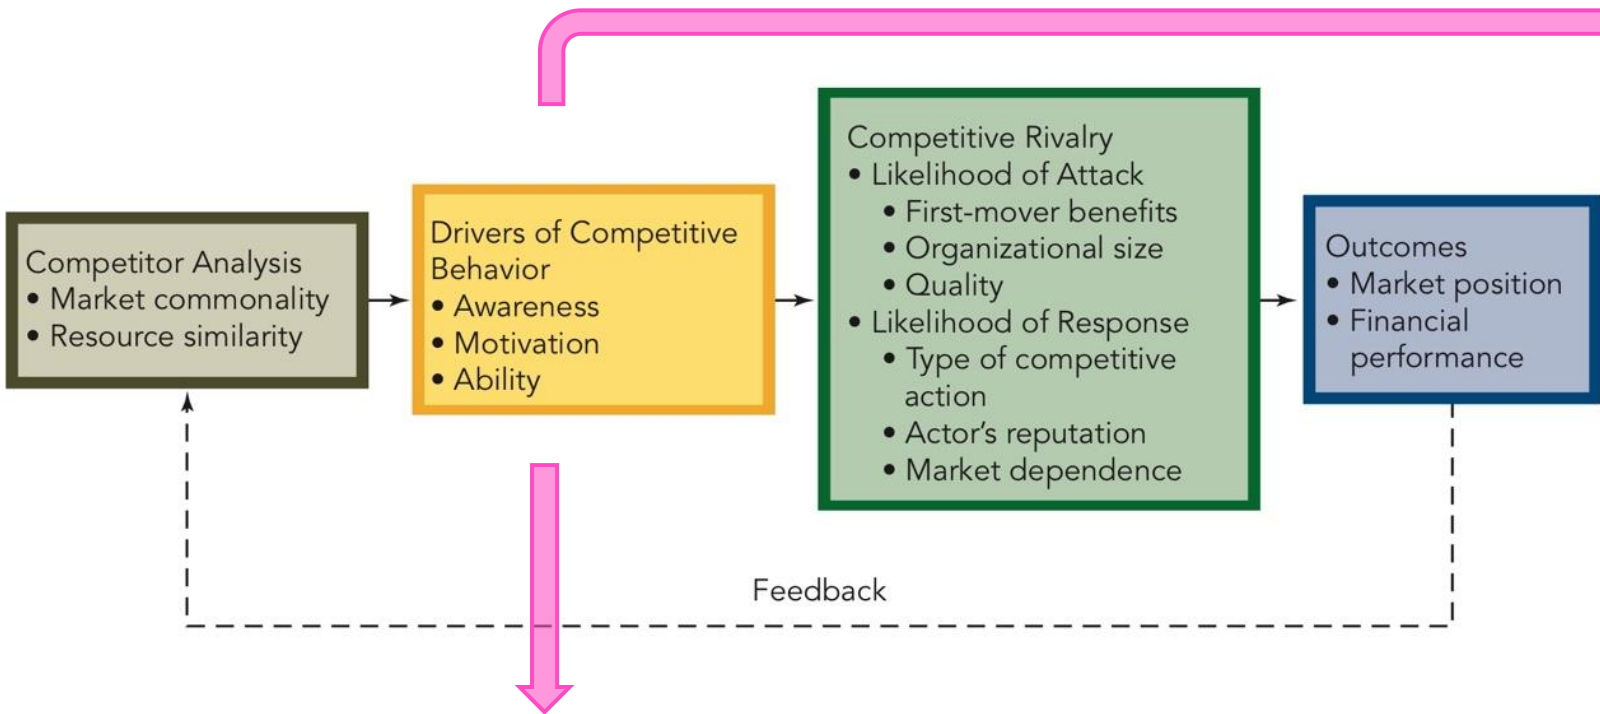 Competitor Analysis
• Market commonality
• Resource similarity
Drivers of Competitive
Behavior
• Awareness
• Motivation
• Ability
Competitive Rivalry
• Likelihood of Attack
• First-mover benefits
• Organizational size
• Quality
• Likelihood of Response
• Type of competitive
action
• Actor’s reputation
• Market dependence
Outcomes
• Market position
• Financial
performance
Feedback